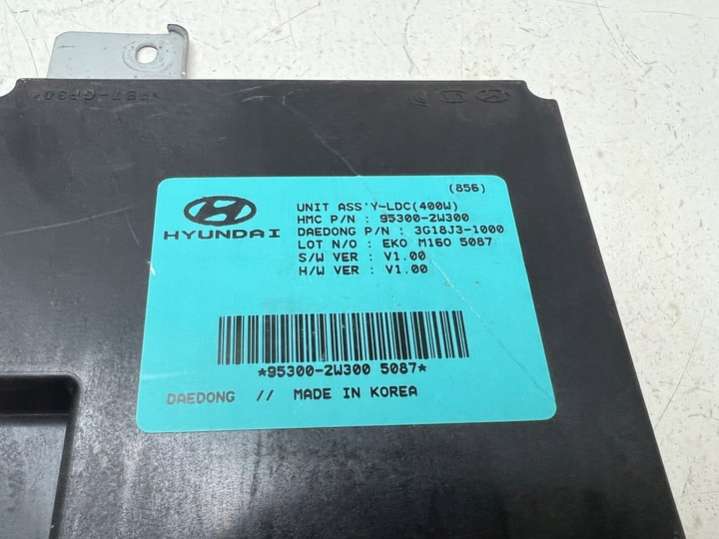 (856)
HYUNDAI
UNIT ASS'Y-LDC(400W)
HMC P/N : 95300-2W300
DAEDONG P/N : 3G18J3-1000
LOT N/O : EKO M160 5087
S/W VER : V1.00
H/W VER : V1.00
*95300-2W300 5087*
DAEDONG // MADE IN KOREA